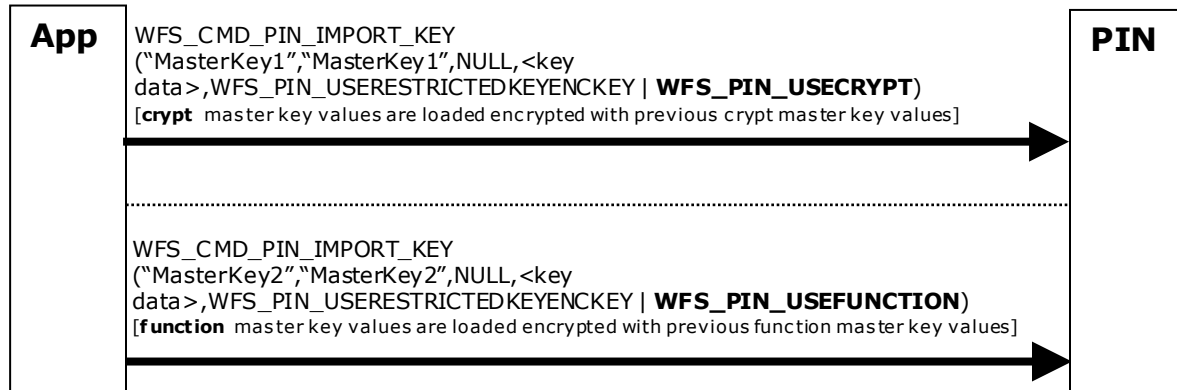 App
PIN
WFS_CMD_PIN_IMPORT_KEY
(“MasterKey1”,“MasterKey1”,NULL,<key
data>,WFS_PIN_USERESTRICTEDKEYENCKEY | WFS_PIN_USECRYPT)
[crypt master key values are loaded encrypted with previous crypt master key values]
WFS_CMD_PIN_IMPORT_KEY
(“MasterKey2”,“MasterKey2”,NULL,<key
data>,WFS_PIN_USERESTRICTEDKEYENCKEY | WFS_PIN_USEFUNCTION)
[function master key values are loaded encrypted with previous function master key values]